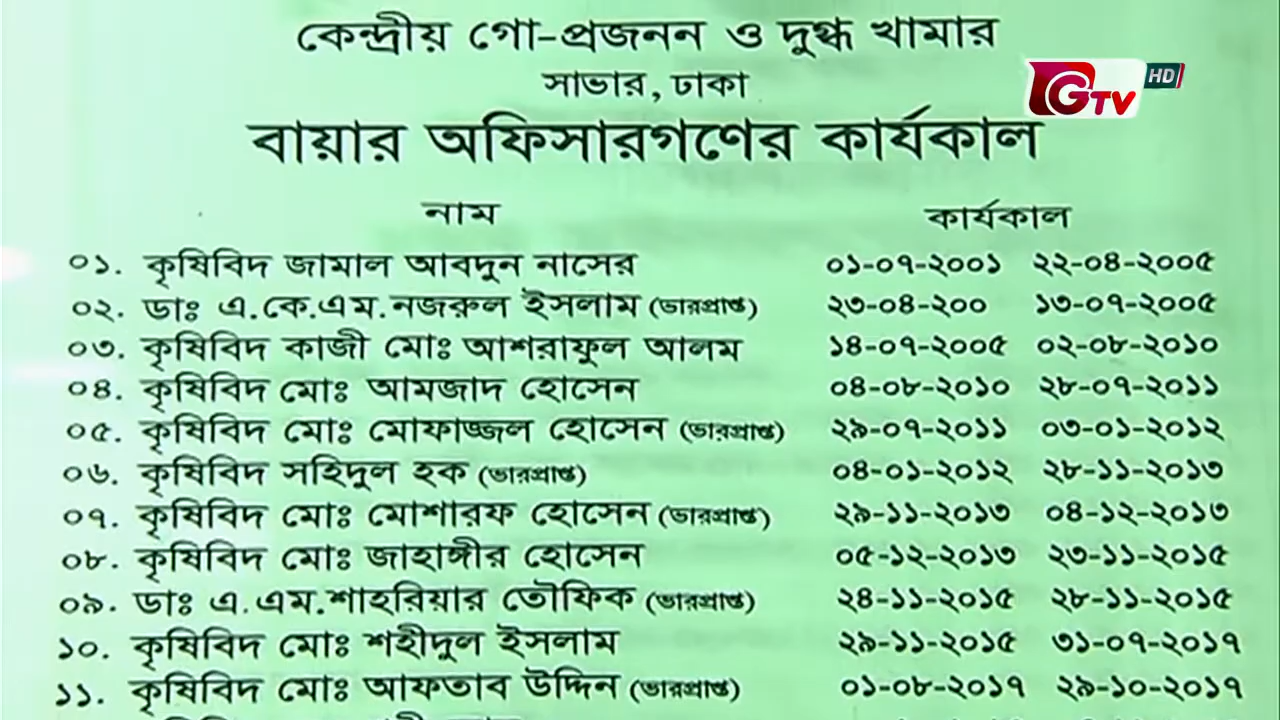 কেন্দ্রীয় গো-প্রজনন ও দুগ্ধ খামার
সাভার, ঢাকা
GTV HD
বায়ার অফিসারগণের কার্যকাল
নাম কার্যকাল
০১. কৃষিবিদ জামাল আবদুন নাসের ০১-০৭-২০০১ ২২-০৪-২০০৫
০২. ডাঃ এ.কে.এম.নজরুল ইসলাম (ভারপ্রাপ্ত) ২৩-০৪-২০০ ১৩-০৭-২০০৫
০৩. কৃষিবিদ কাজী মোঃ আশরাফুল আলম ১৪-০৭-২০০৫ ০২-০৮-২০১০
০৪. কৃষিবিদ মোঃ আমজাদ হোসেন ০৪-০৮-২০১০ ২৮-০৭-২০১১
০৫. কৃষিবিদ মোঃ মোফাজ্জল হোসেন (ভারপ্রাপ্ত) ২৯-০৭-২০১১ ০৩-০১-২০১২
০৬. কৃষিবিদ সহিদুল হক (ভারপ্রাপ্ত) ০৪-০১-২০১২ ২৮-১১-২০১৩
০৭. কৃষিবিদ মোঃ মোশারফ হোসেন (ভারপ্রাপ্ত) ২৯-১১-২০১৩ ০৪-১২-২০১৩
০৮. কৃষিবিদ মোঃ জাহাঙ্গীর হোসেন ০৫-১২-২০১৩ ২৩-১১-২০১৫
০৯. ডাঃ এ.এম.শাহরিয়ার তৌফিক (ভারপ্রাপ্ত) ২৪-১১-২০১৫ ২৮-১১-২০১৫
১০. কৃষিবিদ মোঃ শহীদুল ইসলাম ২৯-১১-২০১৫ ৩১-০৭-২০১৭
১১. কৃষিবিদ মোঃ আফতাব উদ্দিন (ভারপ্রাপ্ত) ০১-০৮-২০১৭ ২৯-১০-২০১৭